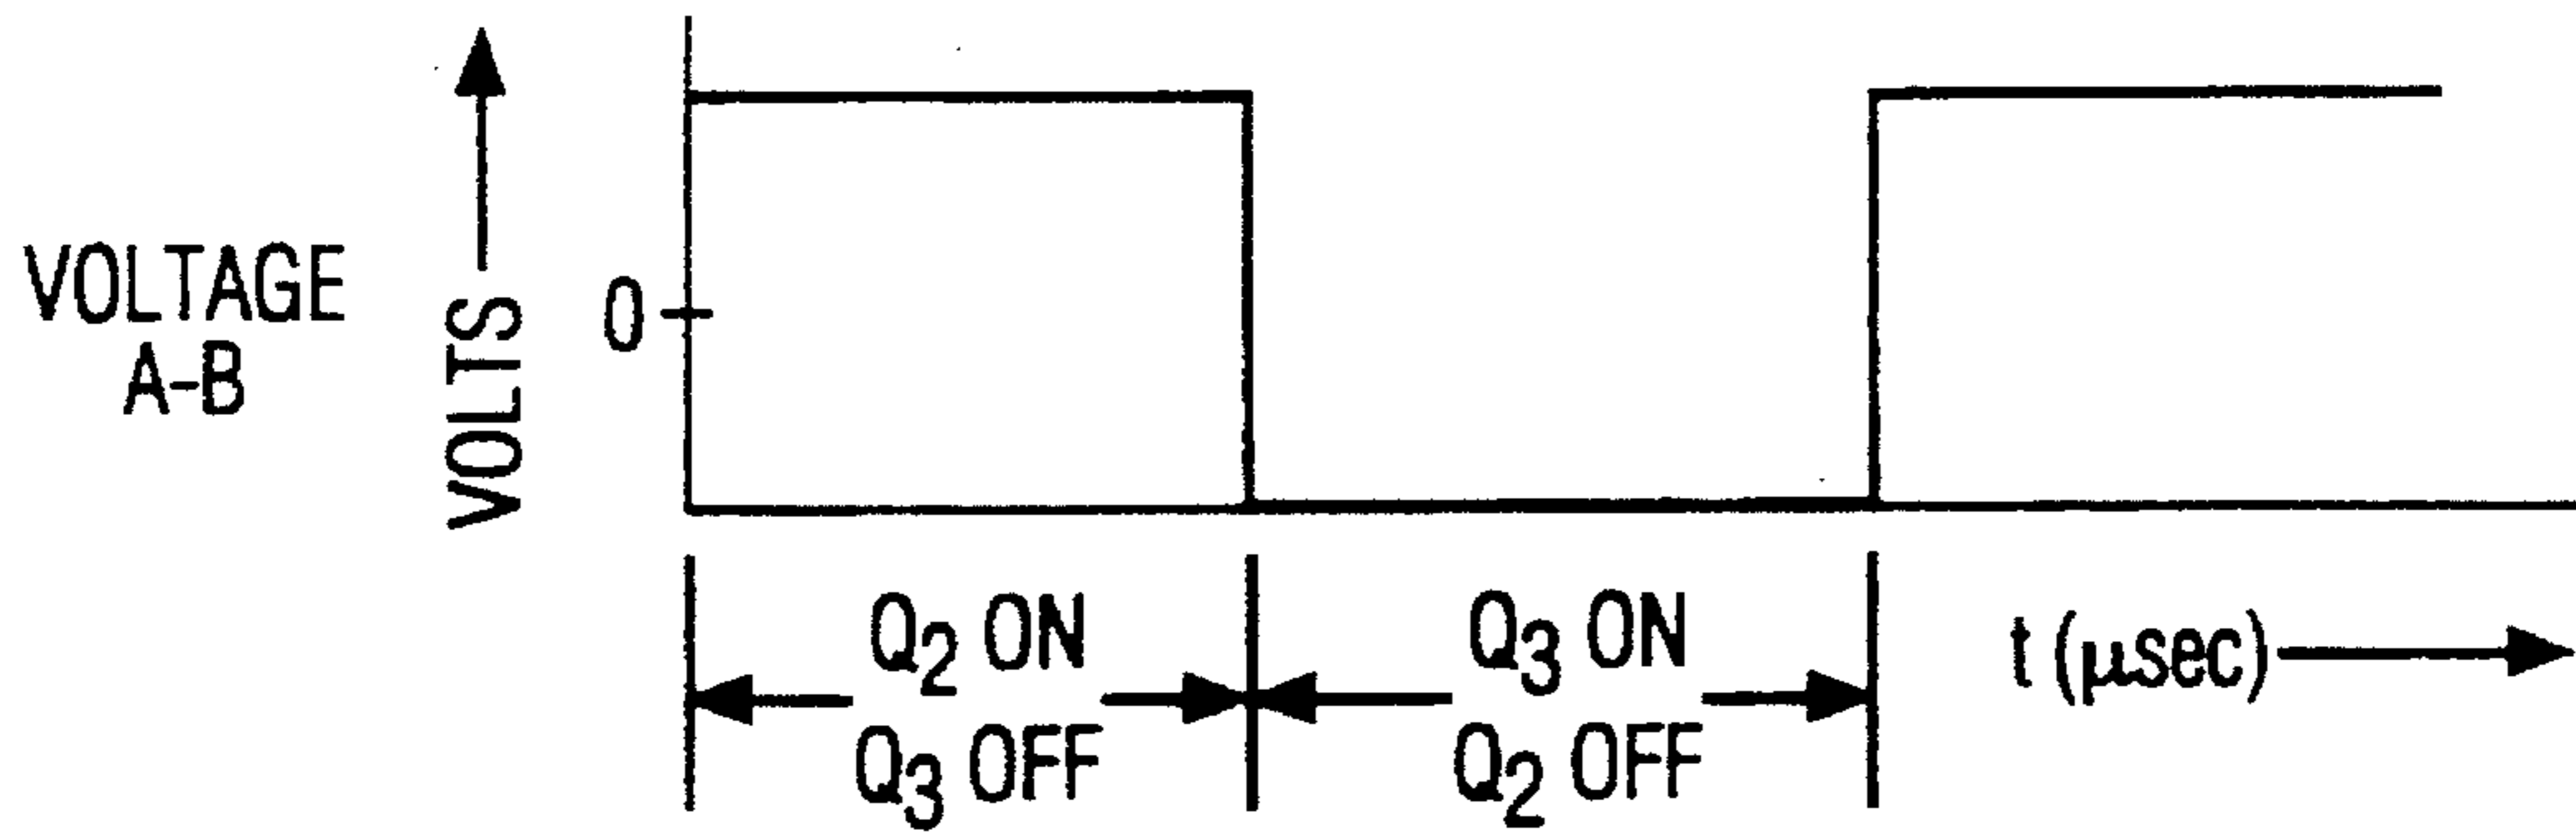 VOLTAGE
A-B
VOLTS
0
Q2 ON
Q3 OFF
Q3 ON
Q2 OFF
t (μsec)